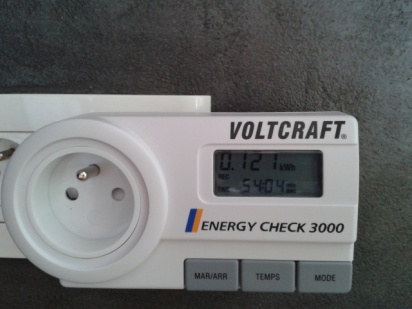 VOLTCRAFT®
0.121 kWh
54:04
ENERGY CHECK 3000
MAR/ARR TEMPS MODE